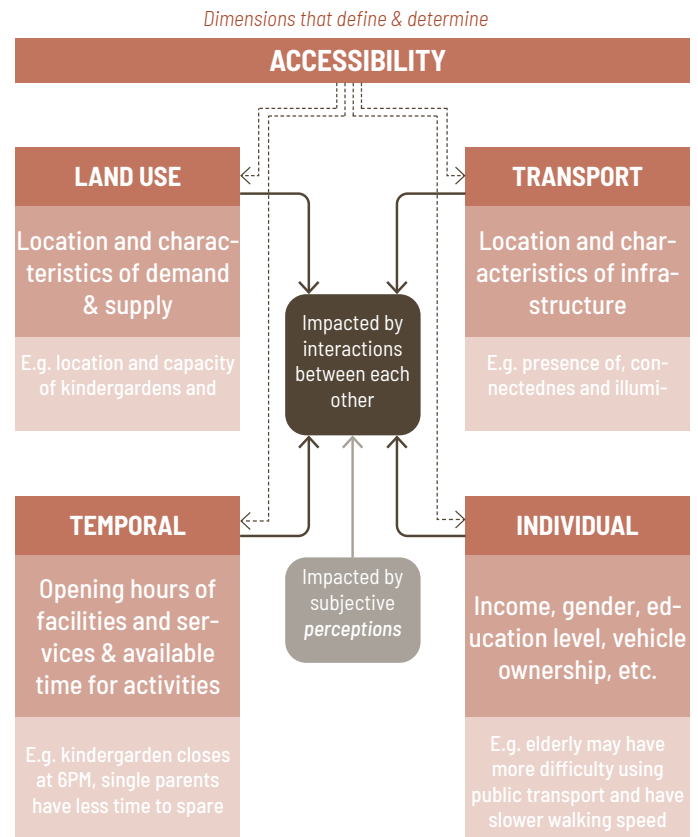 Dimensions that define & determine
ACCESSIBILITY
LAND USE
Location and charac-
teristics of demand
& supply
E.g. location and capacity
of kindergardens and
TRANSPORT
Location and char-
acteristics of infra-
structure
E.g. presence of, con-
nectednes and illumi-
Impacted by
interactions
between each
other
TEMPORAL
Opening hours of
facilities and ser-
vices & available
time for activities
E.g. kindergarden closes
at 6PM, single parents
have less time to spare
Impacted by
subjective
perceptions
INDIVIDUAL
Income, gender, ed-
ucation level, vehicle
ownership, etc.
E.g. elderly may have
more difficulty using
public transport and have
slower walking speed